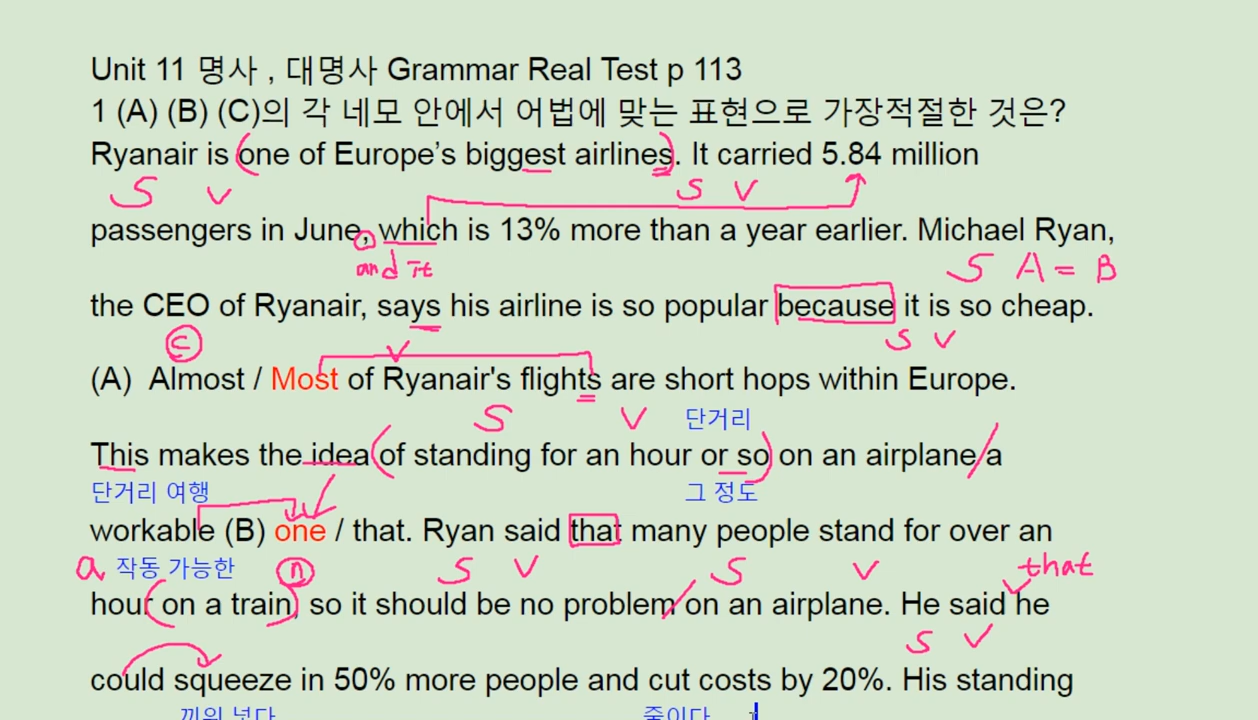 Unit 11 명사 , 대명사 Grammar Real Test p 113
1 (A) (B) (C)의 각 네모 안에서 어법에 맞는 표현으로 가장적절한 것은?
Ryanair is one of Europe's biggest airlines. It carried 5.84 million
S V S V
passengers in June, which is 13% more than a year earlier. Michael Ryan,
and it S A = B
the CEO of Ryanair, says his airline is so popular because it is so cheap.
C V S V
(A) Almost / Most of Ryanair's flights are short hops within Europe.
S V 단거리
This makes the idea of standing for an hour or so on an airplane a
단거리 여행 그 정도
workable (B) one / that. Ryan said that many people stand for over an
a 작동 가능한 n S V S V that
hour on a train, so it should be no problem on an airplane. He said he
S V
could squeeze in 50% more people and cut costs by 20%. His standing
끼워 넣다 줄이다